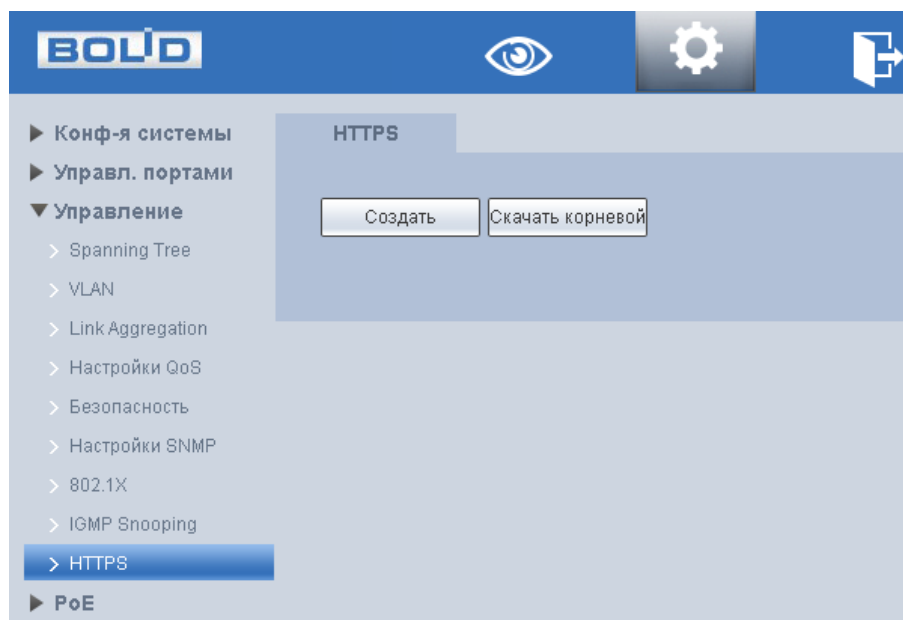 BOLID
Конф-я системы
Управл. портами
Управление
Spanning Tree
VLAN
Link Aggregation
Настройки QoS
Безопасность
Настройки SNMP
802.1X
IGMP Snooping
HTTPS
PoE
HTTPS
Создать
Скачать корневой